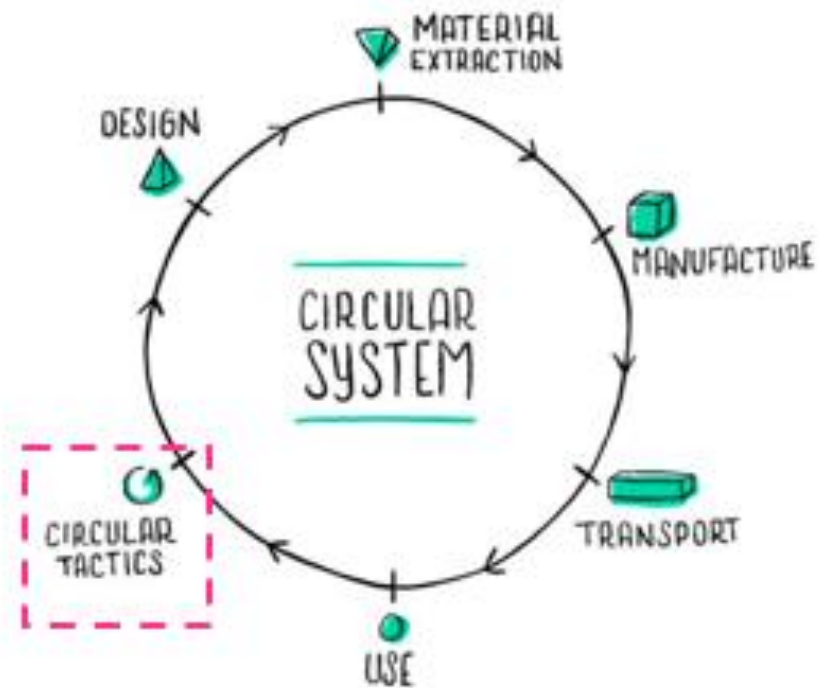 MATERIAL
EXTRACTION
DESIGN
MANUFACTURE
CIRCULAR
SYSTEM
CIRCULAR
TACTICS
TRANSPORT
USE